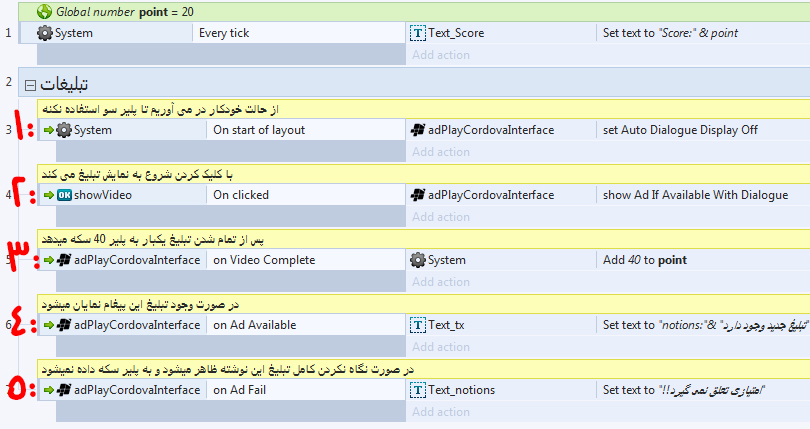 Global number point = 20
1 System Every tick Text_Score Set text to "Score:" & point
Add action
2 تبلیغات
از حالت خودکار در می آوریم تا پلیر سو استفاده نکنه
۱: 3 System On start of layout adPlayCordovaInterface set Auto Dialogue Display Off
Add action
با کلیک کردن شروع به نمایش تبلیغ می کند
۲: 4 showVideo On clicked adPlayCordovaInterface show Ad If Available With Dialogue
Add action
پس از تمام شدن تبلیغ یکبار به پلیر 40 سکه میدهد
۳: 5 adPlayCordovaInterface on Video Complete System Add 40 to point
Add action
در صورت وجود تبلیغ این پیغام نمایان میشود
٤: 6 adPlayCordovaInterface on Ad Available Text_tx Set text to "notions:"& "تبلیغ جدید وجود دارد"
Add action
در صورت نگاه نکردن کامل تبلیغ این نوشته ظاهر میشود و به پلیر سکه داده نمیشود
۵: adPlayCordovaInterface on Ad Fail Text_notions Set text to "امتیازی تعلق نمی گیرد!!"
Add action